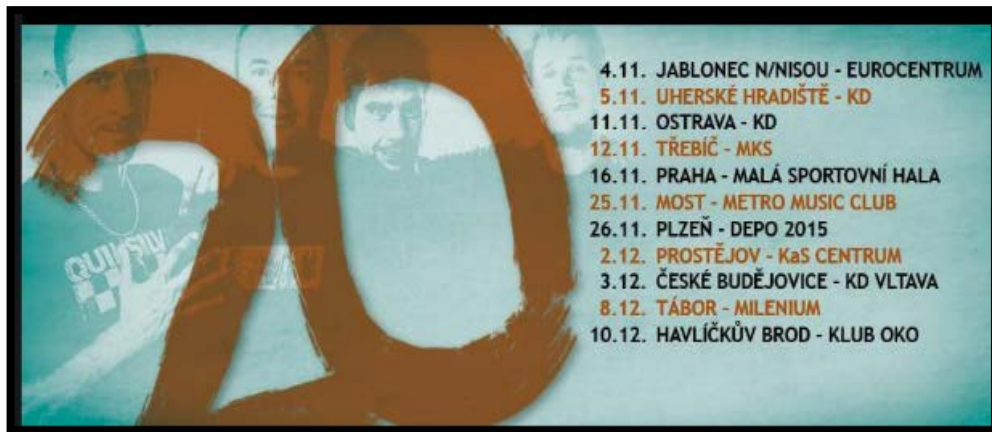 20
4.11. JABLONEC N/NISOU - EUROCENTRUM
5.11. UHERSKÉ HRADIŠTĚ - KD
11.11. OSTRAVA - KD
12.11. TŘEBÍČ - MKS
16.11. PRAHA - MALÁ SPORTOVNÍ HALA
25.11. MOST - METRO MUSIC CLUB
26.11. PLZEŇ - DEPO 2015
2.12. PROSTĚJOV - KaS CENTRUM
3.12. ČESKÉ BUDĚJOVICE - KD VLTAVA
8.12. TÁBOR - MILENIUM
10.12. HAVLÍČKŮV BROD - KLUB OKO